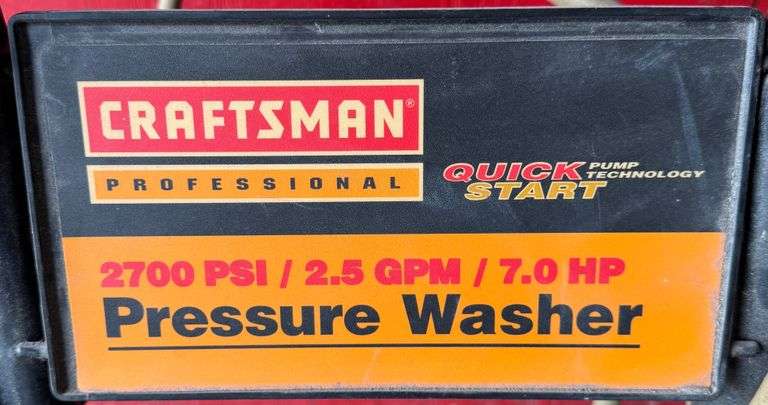 CRAFTSMAN®
PROFESSIONAL
QUICK START PUMP TECHNOLOGY
2700 PSI / 2.5 GPM / 7.0 HP
Pressure Washer